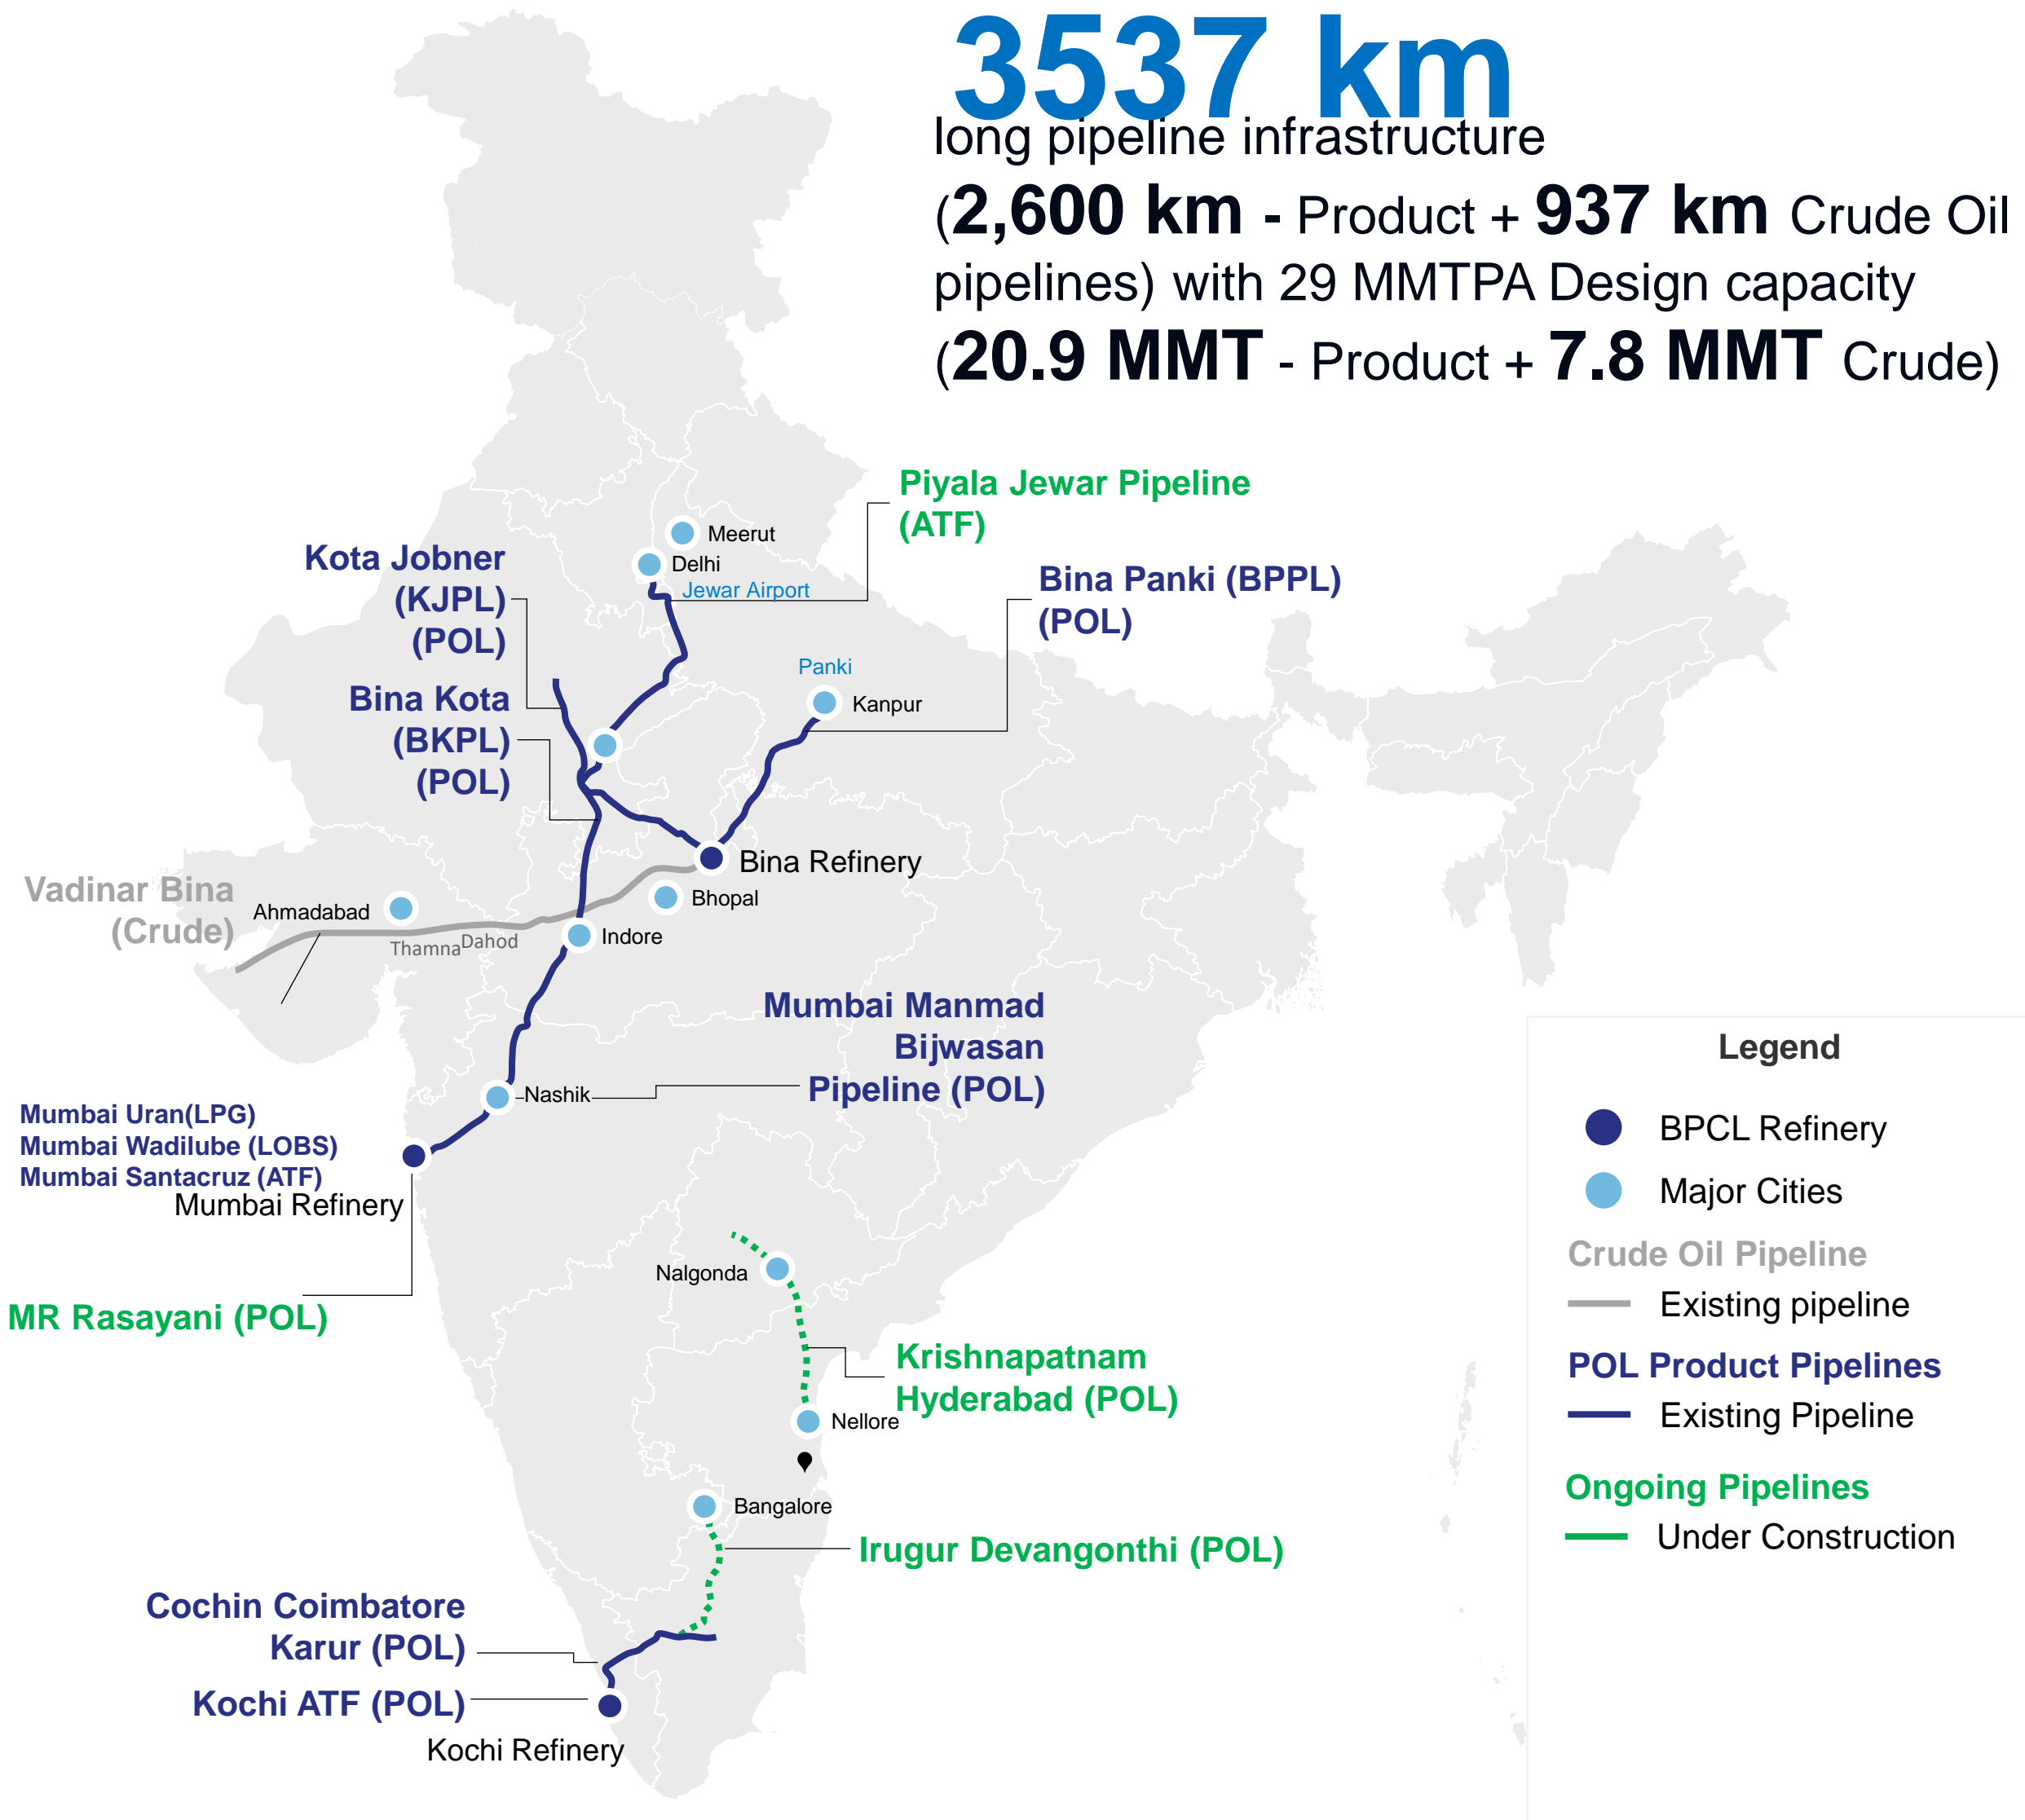 3537 km
long pipeline infrastructure
(2,600 km - Product + 937 km Crude Oil
pipelines) with 29 MMTPA Design capacity
(20.9 MMT - Product + 7.8 MMT Crude)
Piyala Jewar Pipeline
(ATF)
Meerut
Delhi
Jewar Airport
Kota Jobner
(KJPL)
(POL)
Bina Panki (BPPL)
(POL)
Panki
Kanpur
Bina Kota
(BKPL)
(POL)
Bina Refinery
Bhopal
Vadinar Bina
(Crude)
Ahmadabad
Thamna
Dahod
Indore
Mumbai Manmad
Bijwasan
Pipeline (POL)
Nashik
Mumbai Uran(LPG)
Mumbai Wadilube (LOBS)
Mumbai Santacruz (ATF)
Mumbai Refinery
MR Rasayani (POL)
Nalgonda
Krishnapatnam
Hyderabad (POL)
Nellore
Bangalore
Irugur Devangonthi (POL)
Cochin Coimbatore
Karur (POL)
Kochi ATF (POL)
Kochi Refinery
Legend
BPCL Refinery
Major Cities
Crude Oil Pipeline
Existing pipeline
POL Product Pipelines
Existing Pipeline
Ongoing Pipelines
Under Construction